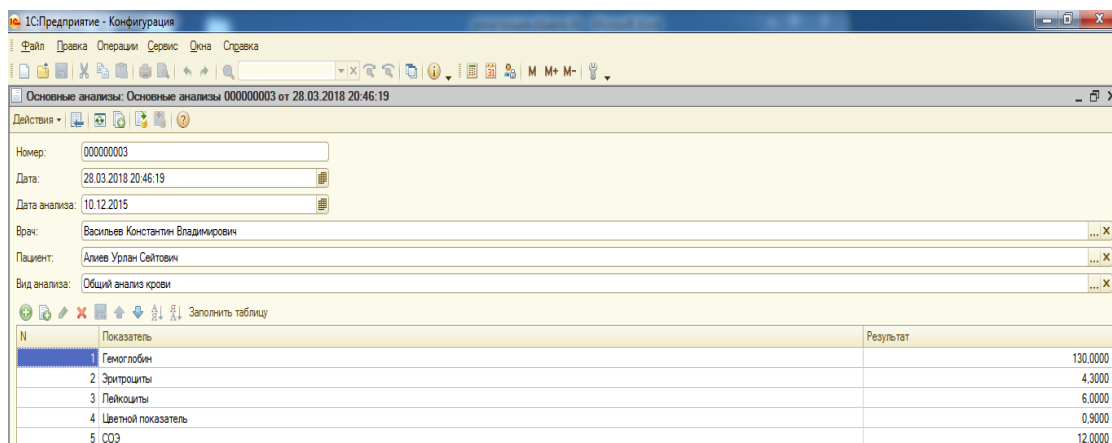 1С:Предприятие - Конфигурация
Файл Правка Операции Сервис Окна Справка
M M+ M-
Основные анализы: Основные анализы 000000003 от 28.03.2018 20:46:19
Действия
Номер: 000000003
Дата: 28.03.2018 20:46:19
Дата анализа: 10.12.2015
Врач: Васильев Константин Владимирович ... X
Пациент: Алиев Урлан Сейтович ... X
Вид анализа: Общий анализ крови ... X
Заполнить таблицу
N Показатель Результат
1 Гемоглобин 130,0000
2 Эритроциты 4,3000
3 Лейкоциты 6,0000
4 Цветной показатель 0,9000
5 СОЭ 12,0000